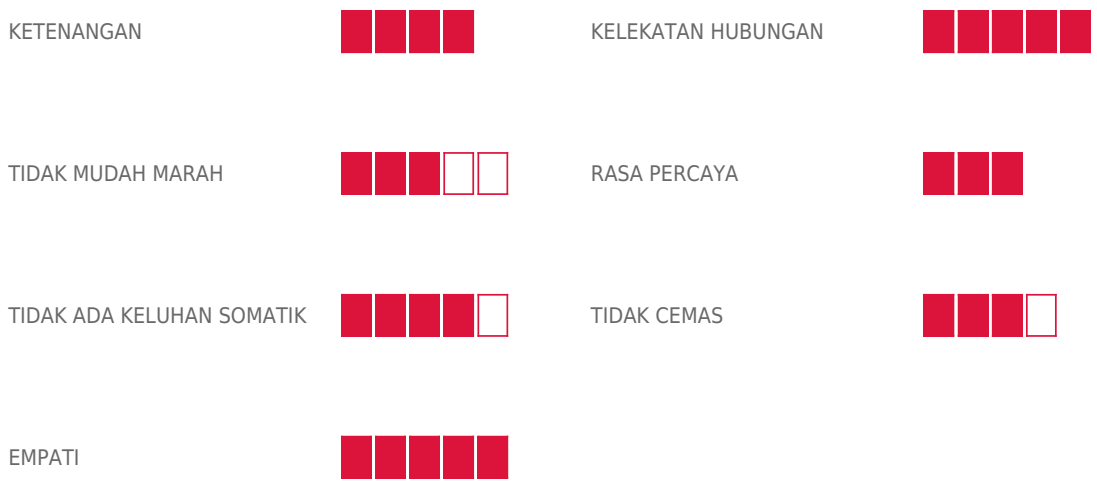 KETENANGAN
KELEKATAN HUBUNGAN
TIDAK MUDAH MARAH
RASA PERCAYA
TIDAK ADA KELUHAN SOMATIK
TIDAK CEMAS
EMPATI